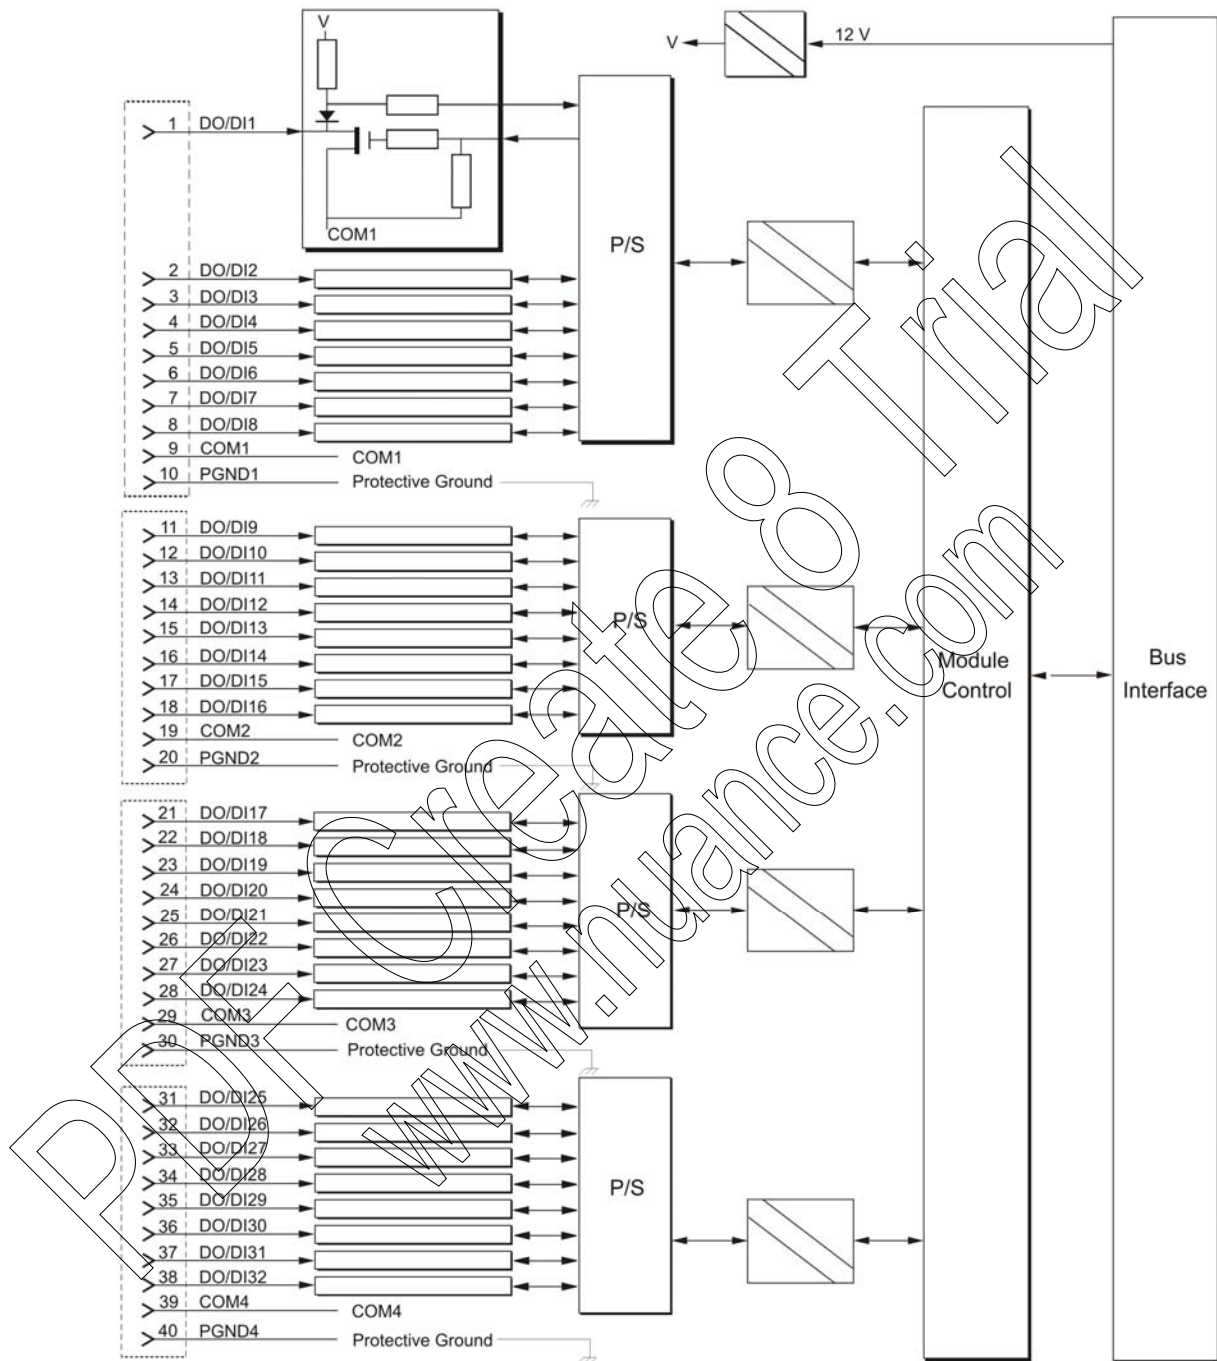 V
V
12 V
1 DO/DI1
COM1
P/S
2 DO/DI2
3 DO/DI3
4 DO/DI4
5 DO/DI5
6 DO/DI6
7 DO/DI7
8 DO/DI8
9 COM1 COM1
10 PGND1 Protective Ground
11 DO/DI9
12 DO/DI10
13 DO/DI11
14 DO/DI12
15 DO/DI13
P/S
16 DO/DI14
17 DO/DI15
18 DO/DI16
19 COM2 COM2
20 PGND2 Protective Ground
Module
Control
Bus
Interface
21 DO/DI17
22 DO/DI18
23 DO/DI19
24 DO/DI20
25 DO/DI21
P/S
26 DO/DI22
27 DO/DI23
28 DO/DI24
29 COM3 COM3
30 PGND3 Protective Ground
31 DO/DI25
32 DO/DI26
33 DO/DI27
34 DO/DI28
P/S
35 DO/DI29
36 DO/DI30
37 DO/DI31
38 DO/DI32
39 COM4 COM4
40 PGND4 Protective Ground
PDF Create 8 Trial
www.nuance.com